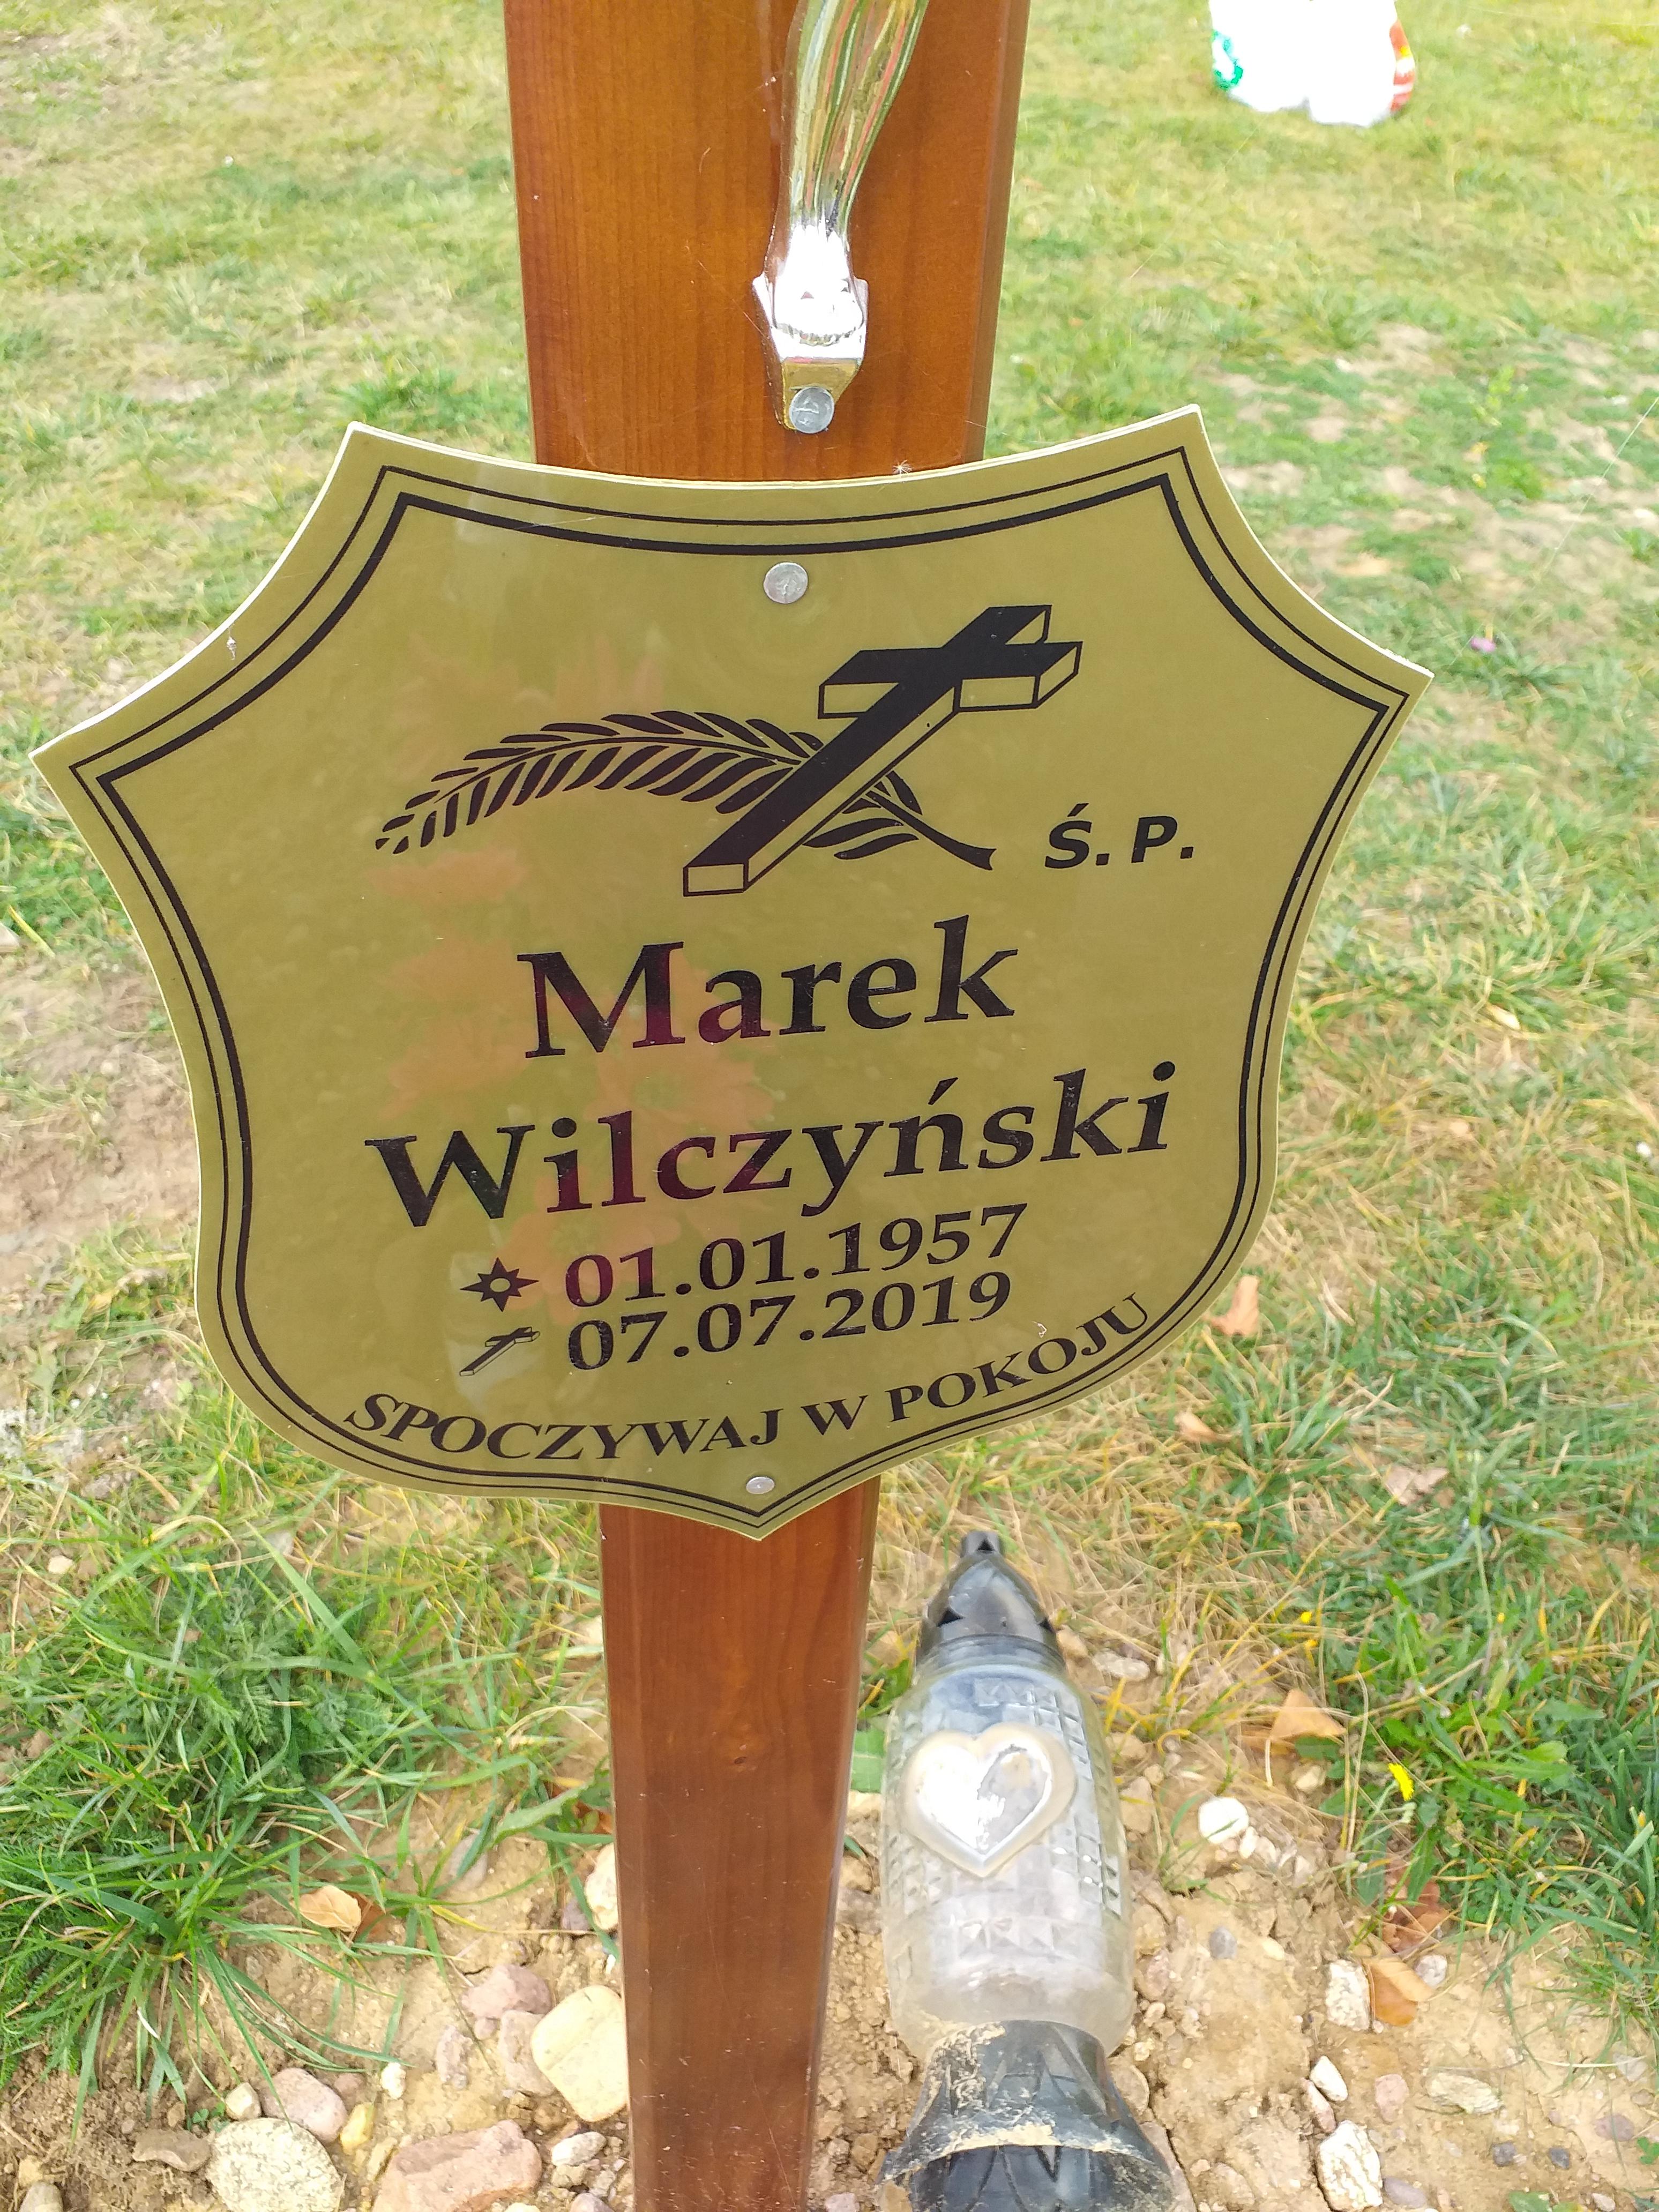 Ś. P.
Marek
Wilczyński
01.01.1957
07.07.2019
SPOCZYWAJ W POKOJU